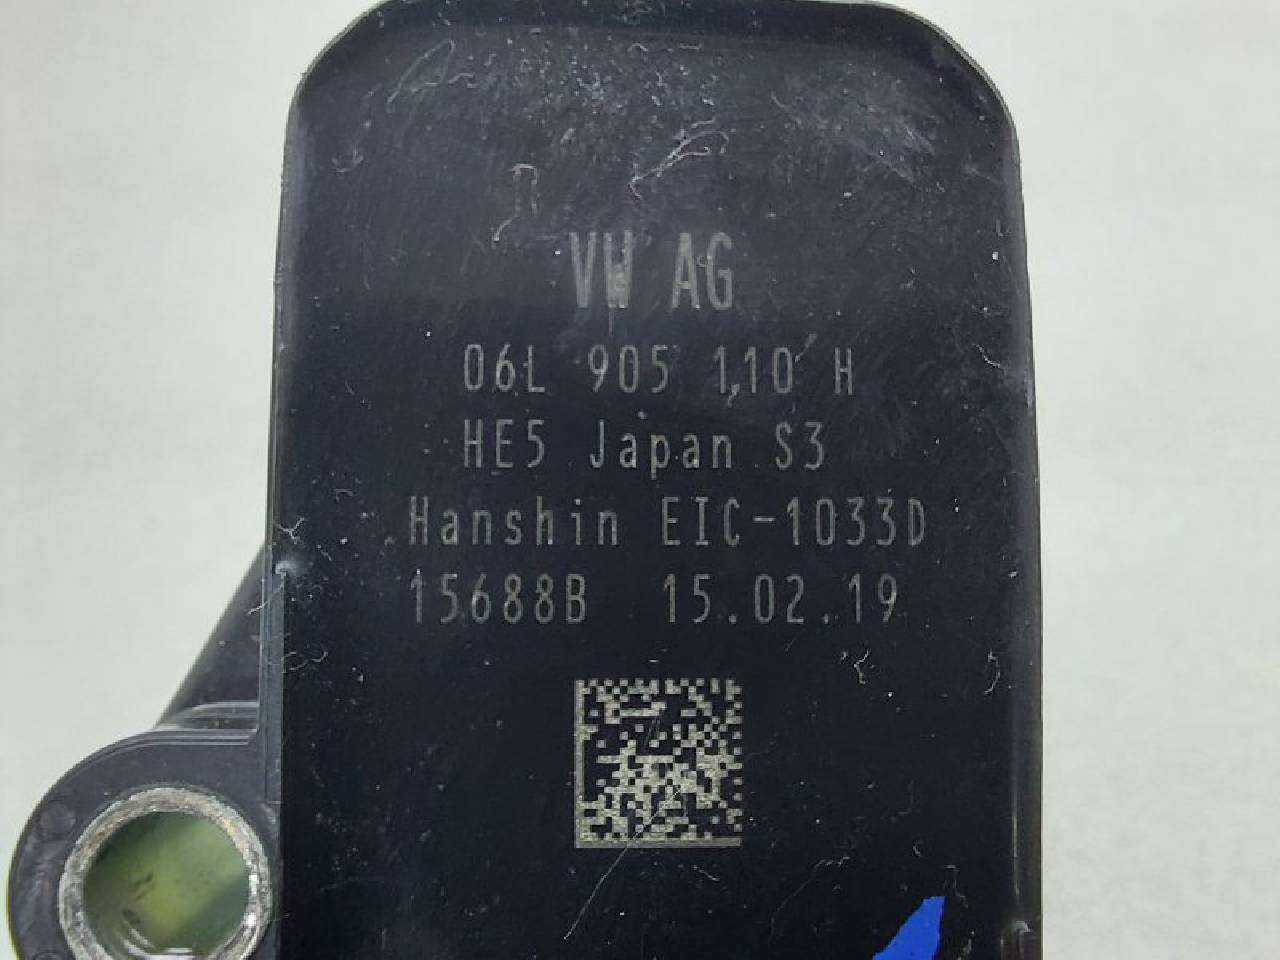 VW AG
06L 905 110 H
HE5 Japan S3
Hanshin EIC-1033D
15688B 15.02.19